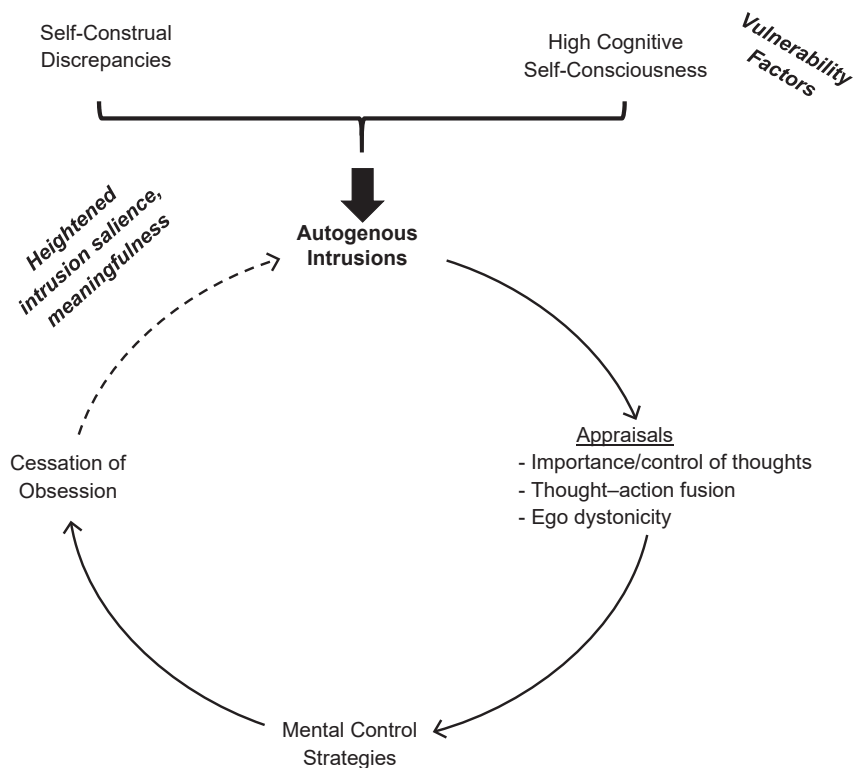 Self-Construal
Discrepancies
High Cognitive
Self-Consciousness
Vulnerability
Factors
Heightened
intrusion salience,
meaningfulness
Autogenous
Intrusions
Appraisals
- Importance/control of thoughts
- Thought–action fusion
- Ego dystonicity
Cessation of
Obsession
Mental Control
Strategies